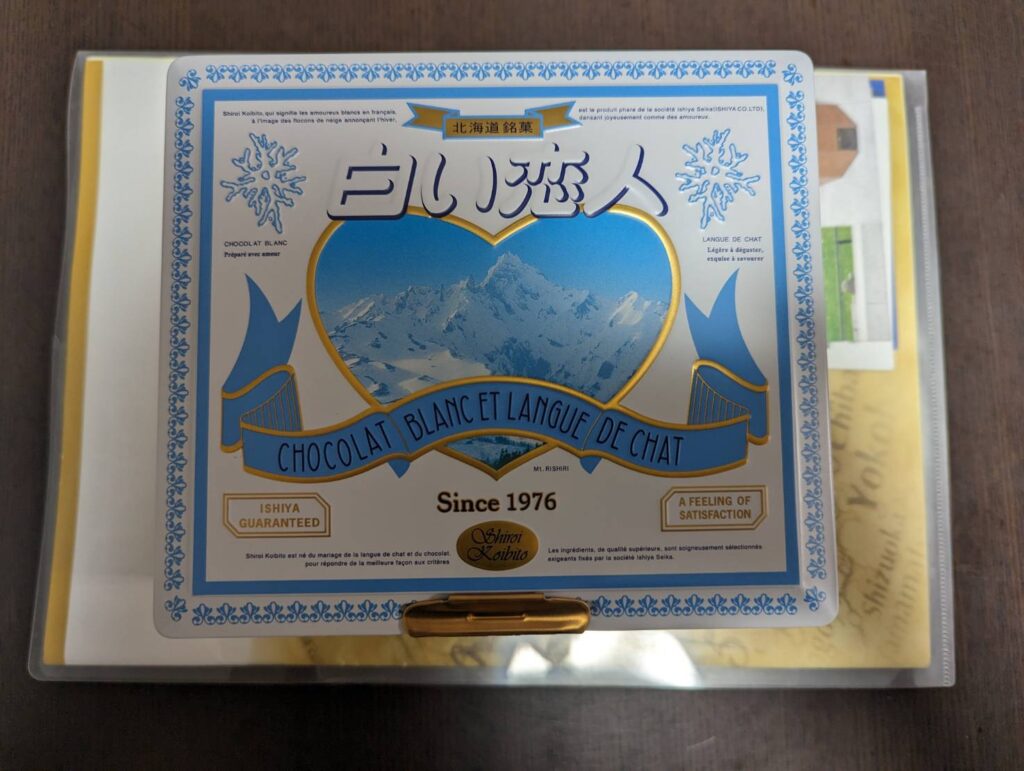 Shiroi Koibito, qui signifie les amoureux blancs en français,
à l'image des flocons de neige annonçant l'hiver,
est le produit phare de la société Ishiya Seika(ISHIYA CO.LTD),
dansant joyeusement comme des amoureux.
北海道銘菓
白い恋人
CHOCOLAT BLANC
Préparé avec amour
LANGUE DE CHAT
Légère à déguster,
exquise à savourer
CHOCOLAT BLANC ET LANGUE DE CHAT
Mt. RISHIRI
ISHIYA
GUARANTEED
Since 1976
A FEELING OF
SATISFACTION
Shiroi
Koibito
Shiroi Koibito est né du mariage de la langue de chat et du chocolat.
pour répondre de la meilleure façon aux critères
Les ingrédients, de qualité supérieure, sont soigneusement sélectionnés
exigeants fixés par la société Ishiya Seika.
Yoko
shizuku